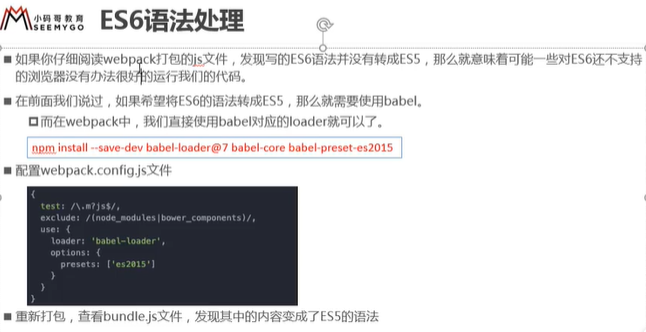 小码哥教育
SEEMYGO
ES6语法处理
如果你仔细阅读webpack打包的js文件，发现写的ES6语法并没有转成ES5，那么就意味着可能一些对ES6还不支持
的浏览器没有办法很好的运行我们的代码。
在前面我们说过，如果希望将ES6的语法转成ES5，那么就需要使用babel。
而在webpack中，我们直接使用babel对应的loader就可以了。
npm install --save-dev babel-loader@7 babel-core babel-preset-es2015
配置webpack.config.js文件
{
test: /\.m?js$/,
exclude: /(node_modules|bower_components)/,
use: {
loader: 'babel-loader',
options: {
presets: ['es2015']
}
}
}
重新打包，查看bundle.js文件，发现其中的内容变成了ES5的语法